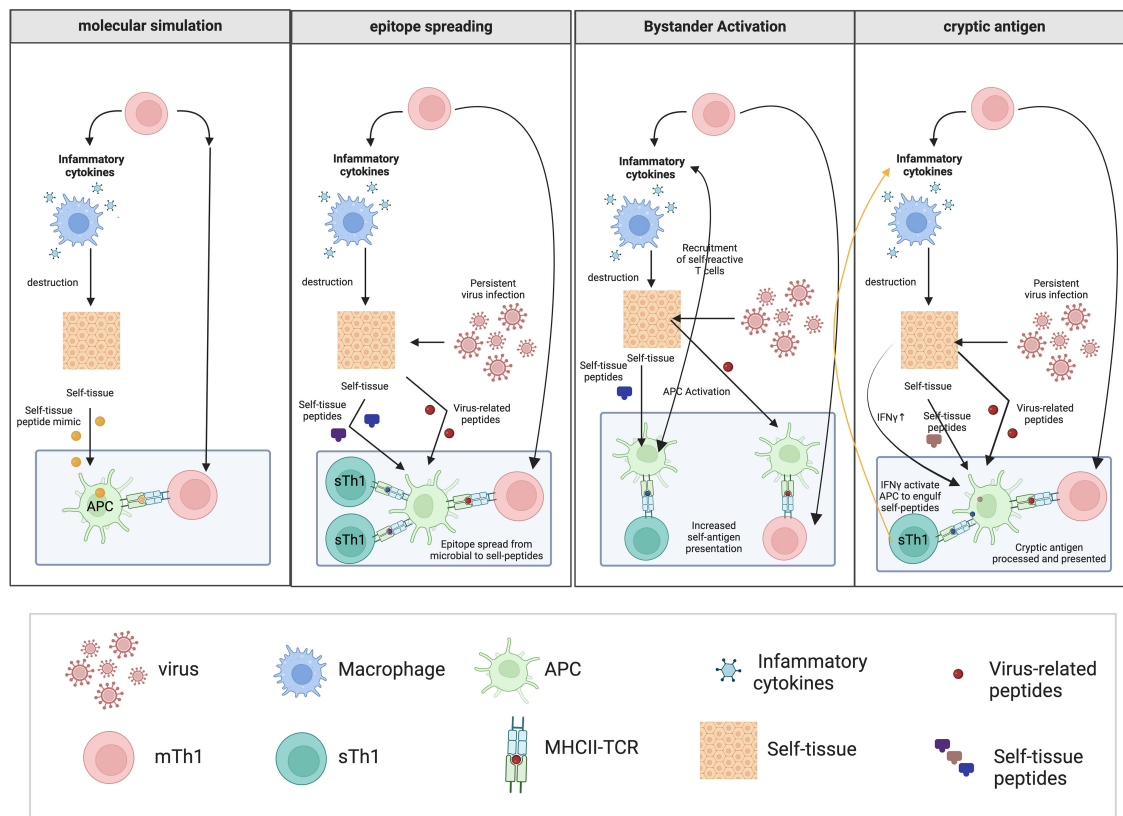 molecular simulation
Infammatory
cytokines
destruction
Self-tissue
Self-tissue
peptide mimic
APC
epitope spreading
Infammatory
cytokines
destruction
Persistent
virus infection
Self-tissue
Self-tissue
peptides
Virus-related
peptides
sTh1
sTh1
Epitope spread from
microbial to sell-peptides
Bystander Activation
Infammatory
cytokines
Recruitment
of self-reactive
T cells
destruction
Self-tissue
Self-tissue
peptides
APC Activation
Increased
self-antigen
presentation
cryptic antigen
Infammatory
cytokines
destruction
Persistent
virus infection
Self-tissue
IFNγ↑
Self-tissue
peptides
Virus-related
peptides
IFNγ activate
APC to engulf
self-peptides
sTh1
Cryptic antigen
processed and presented
virus
Macrophage
APC
Infammatory
cytokines
Virus-related
peptides
mTh1
sTh1
MHCII-TCR
Self-tissue
Self-tissue
peptides